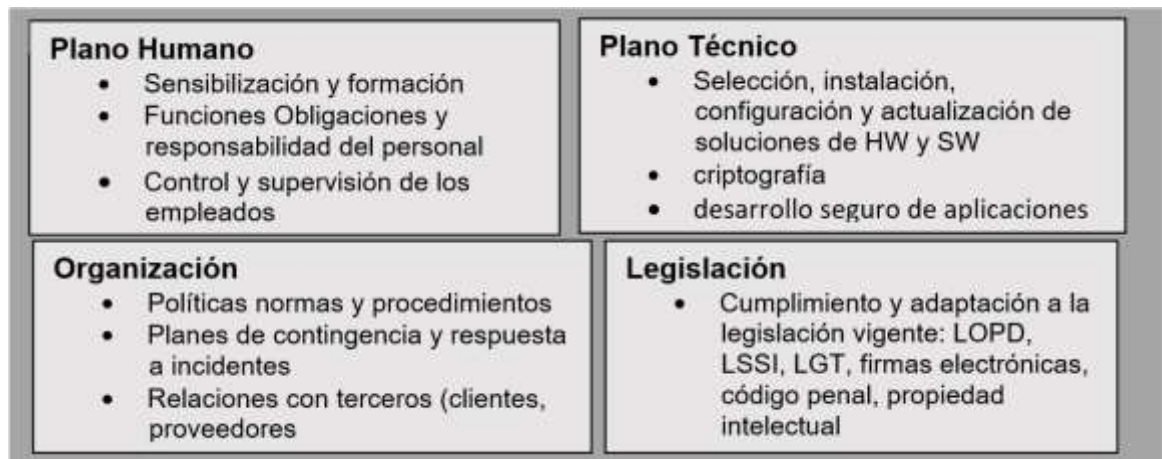 Plano Humano
• Sensibilización y formación
• Funciones Obligaciones y
responsabilidad del personal
• Control y supervisión de los
empleados
Plano Técnico
• Selección, instalación,
configuración y actualización de
soluciones de HW y SW
• criptografía
• desarrollo seguro de aplicaciones
Organización
• Políticas normas y procedimientos
• Planes de contingencia y respuesta
a incidentes
• Relaciones con terceros (clientes,
proveedores
Legislación
• Cumplimiento y adaptación a la
legislación vigente: LOPD,
LSSI, LGT, firmas electrónicas,
código penal, propiedad
intelectual